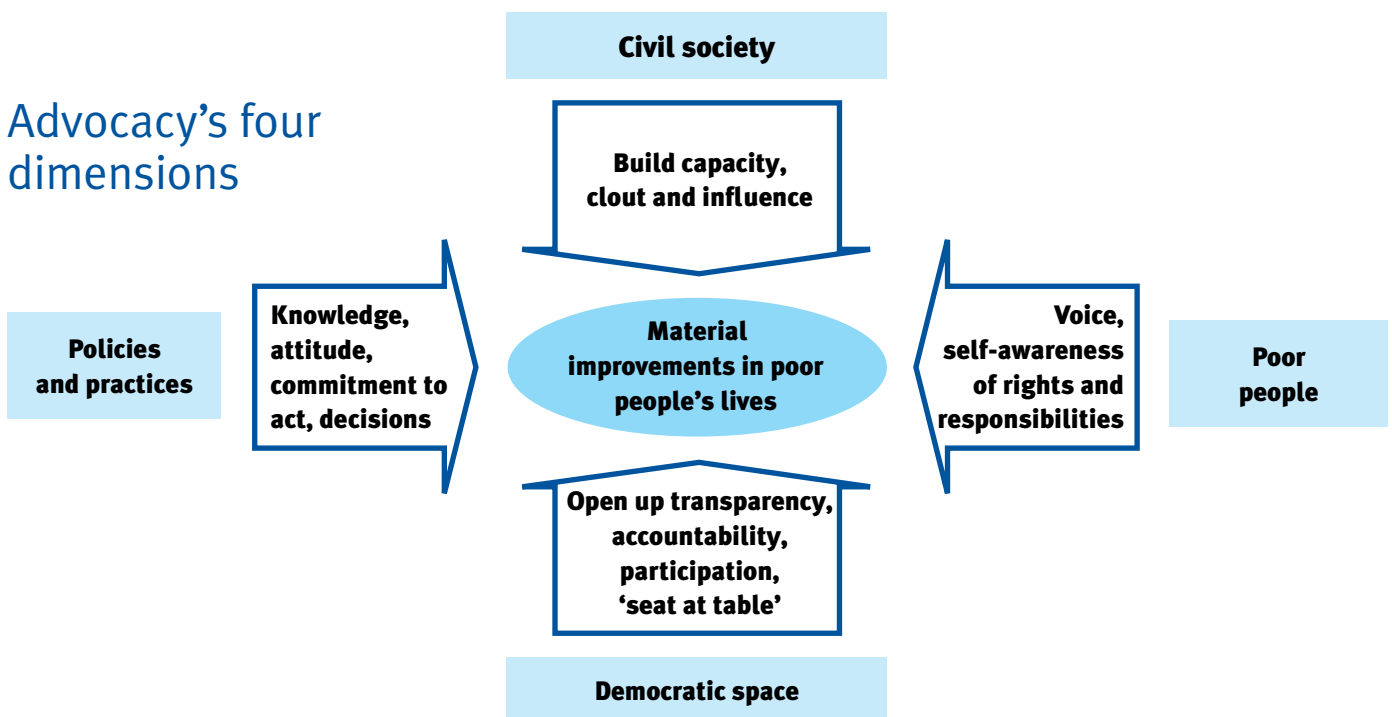 Advocacy’s four
dimensions
Civil society
Build capacity,
clout and influence
Policies
and practices
Knowledge,
attitude,
commitment to
act, decisions
Material
improvements in poor
people’s lives
Voice,
self-awareness
of rights and
responsibilities
Poor
people
Open up transparency,
accountability,
participation,
‘seat at table’
Democratic space